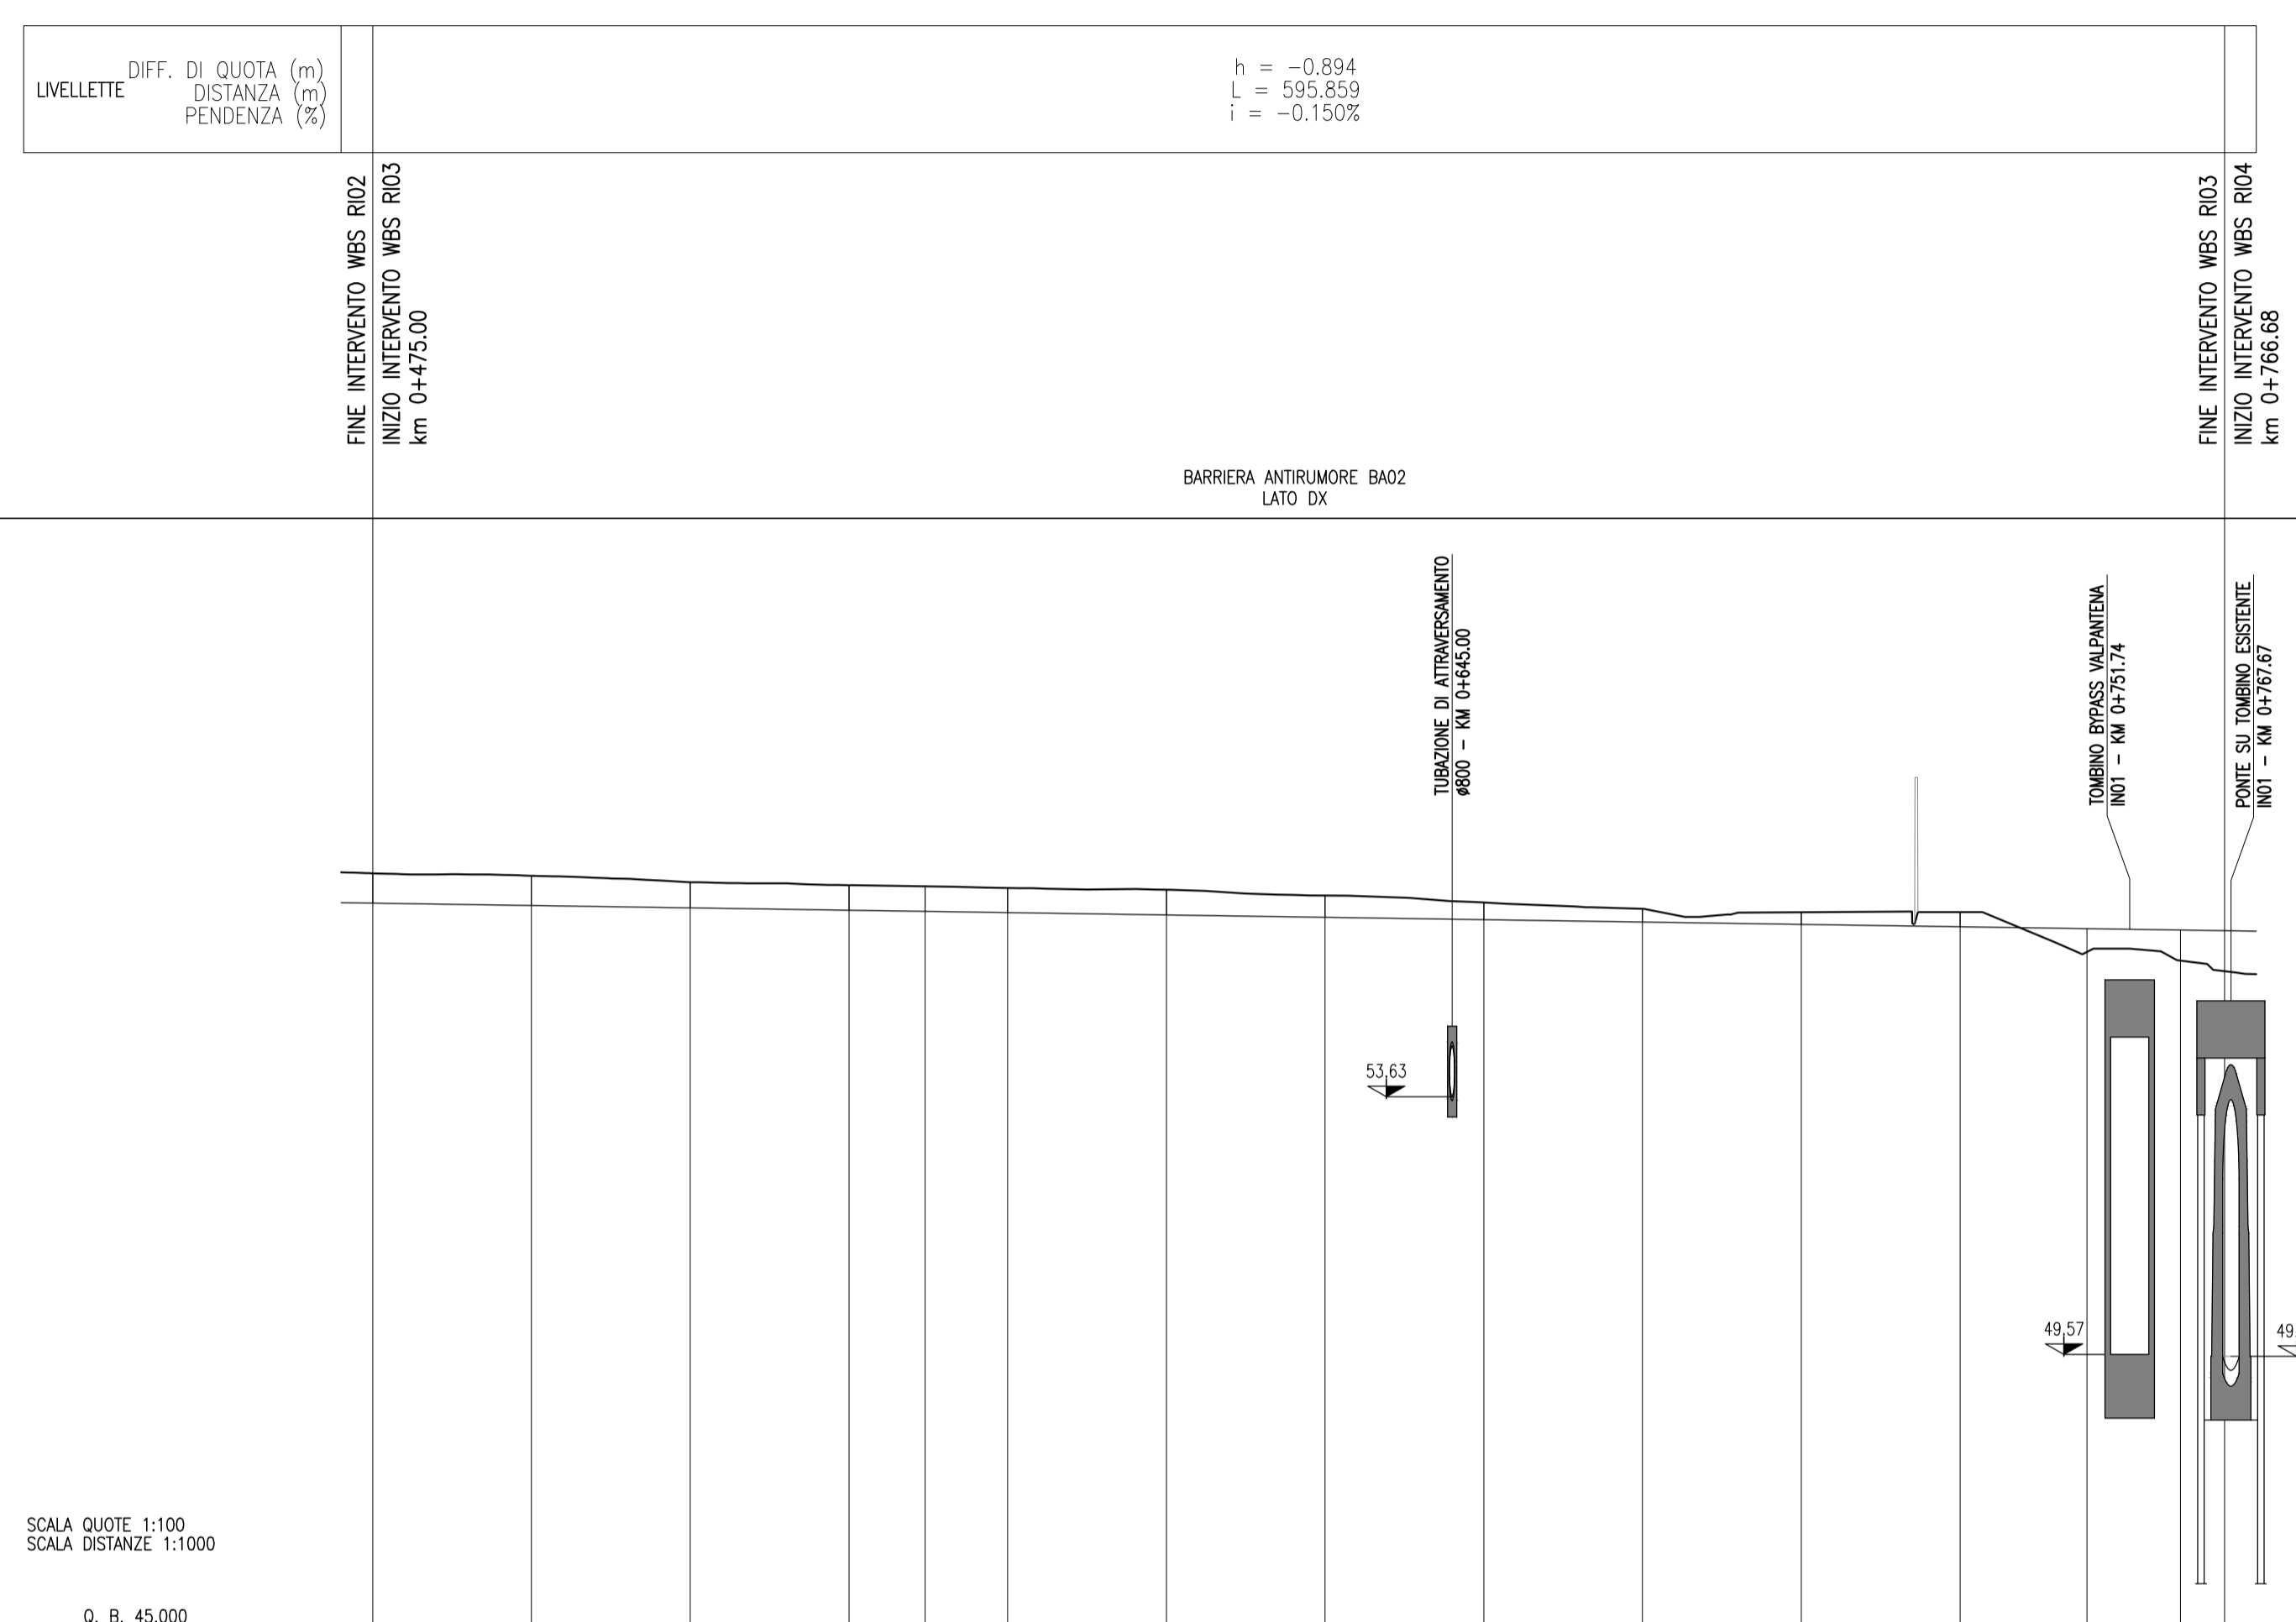 LIVELLETTE
DIFF. DI QUOTA (m)
DISTANZA (m)
PENDENZA (%)
h = -0.894
L = 595.859
i = -0.150%
FINE INTERVENTO WBS RI02
INIZIO INTERVENTO WBS RI03
km 0+475.00
FINE INTERVENTO WBS RI03
INIZIO INTERVENTO WBS RI04
km 0+766.68
BARRIERA ANTIRUMORE BA02
LATO DX
TUBAZIONE DI ATTRAVERSAMENTO
ø800 - KM 0+645.00
TOMBINO BYPASS VALPANTENA
IN01 - KM 0+751.74
PONTE SU TOMBINO ESISTENTE
IN01 - KM 0+767.67
53.63
49.57
49
SCALA QUOTE 1:100
SCALA DISTANZE 1:1000
Q. B. 45.000